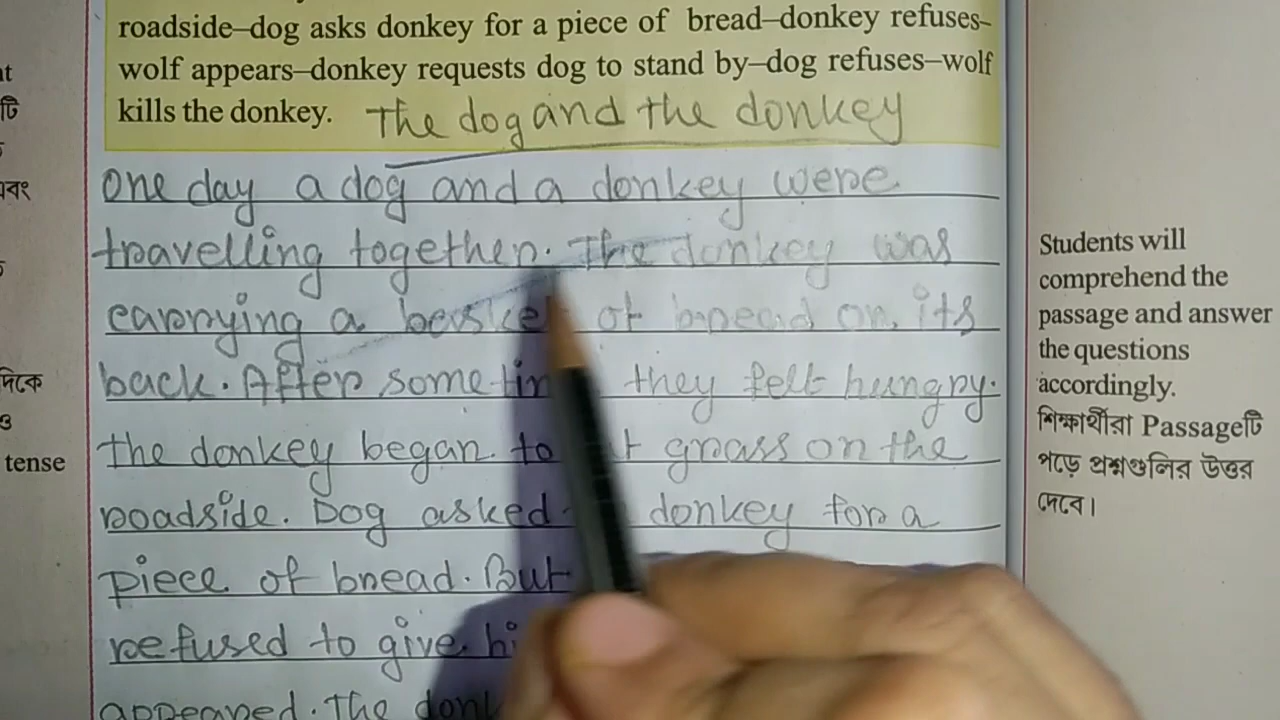 roadside–dog asks donkey for a piece of bread–donkey refuses–
wolf appears–donkey requests dog to stand by–dog refuses–wolf
kills the donkey. The dog and the donkey
One day a dog and a donkey were
travelling together. The donkey was
carrying a basket of bread on its
back. After some they felt hungry.
the donkey began to grass on the
roadside. Dog asked donkey for a
piece of bread. But
refused to give
appeared. The
Students will
comprehend the
passage and answer
the questions
accordingly.
শিক্ষার্থীরা Passageটি
পড়ে প্রশ্নগুলির উত্তর
দেবে।
টি
এবং
দিকে
ও
tense